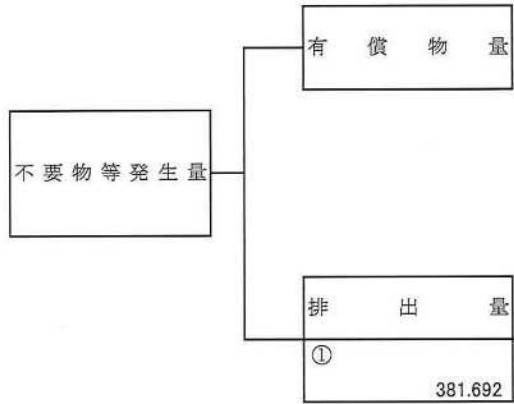 有償物量
不要物等発生量
排出量
①
381.692